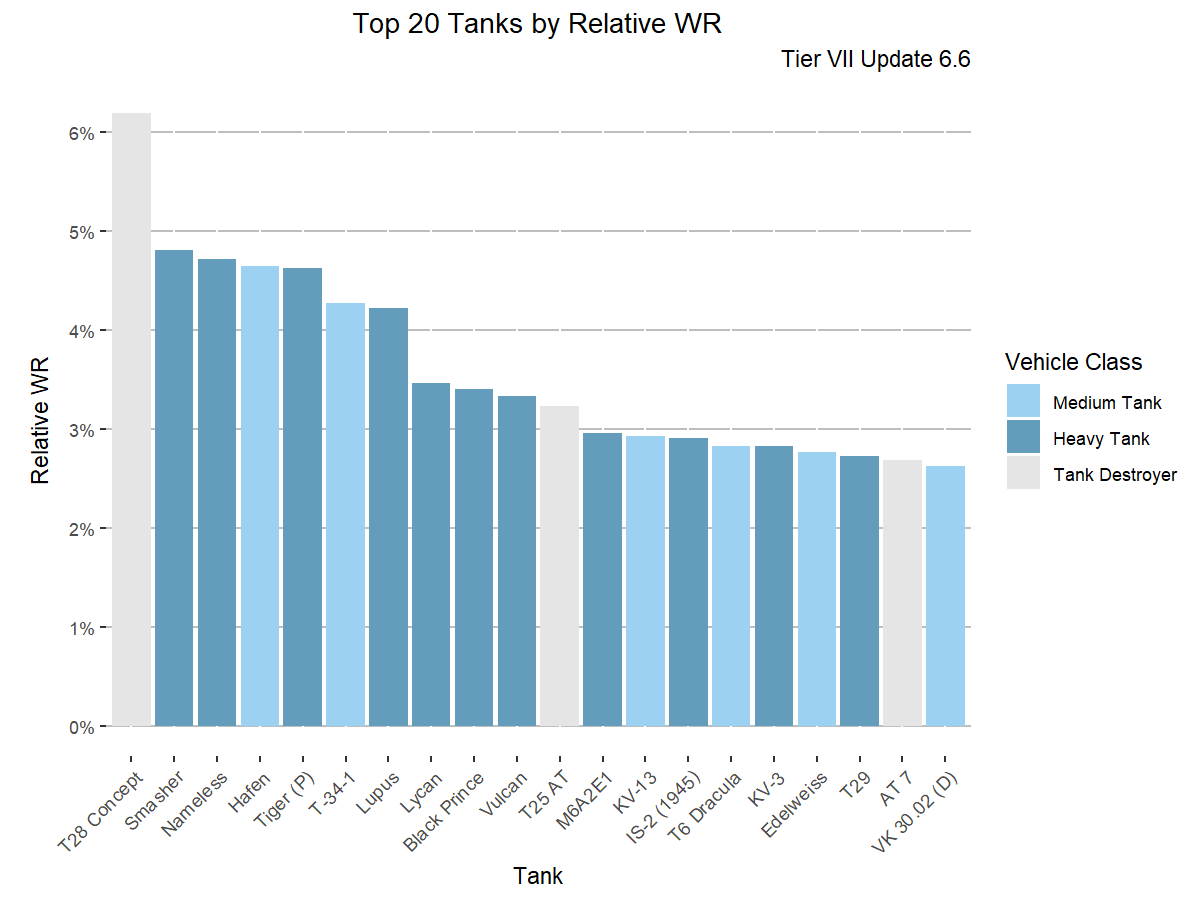 Top 20 Tanks by Relative WR
Tier VII Update 6.6
6%
5%
4%
3%
2%
1%
0%
Relative WR
T28 Concept
Smasher
Nameless
Hafen
Tiger (P)
T-34-1
Lupus
Lycan
Black Prince
Vulcan
T25 AT
M6A2E1
KV-13
IS-2 (1945)
T6 Dracula
KV-3
Edelweiss
T29
AT 7
VK 30.02 (D)
Tank
Vehicle Class
Medium Tank
Heavy Tank
Tank Destroyer